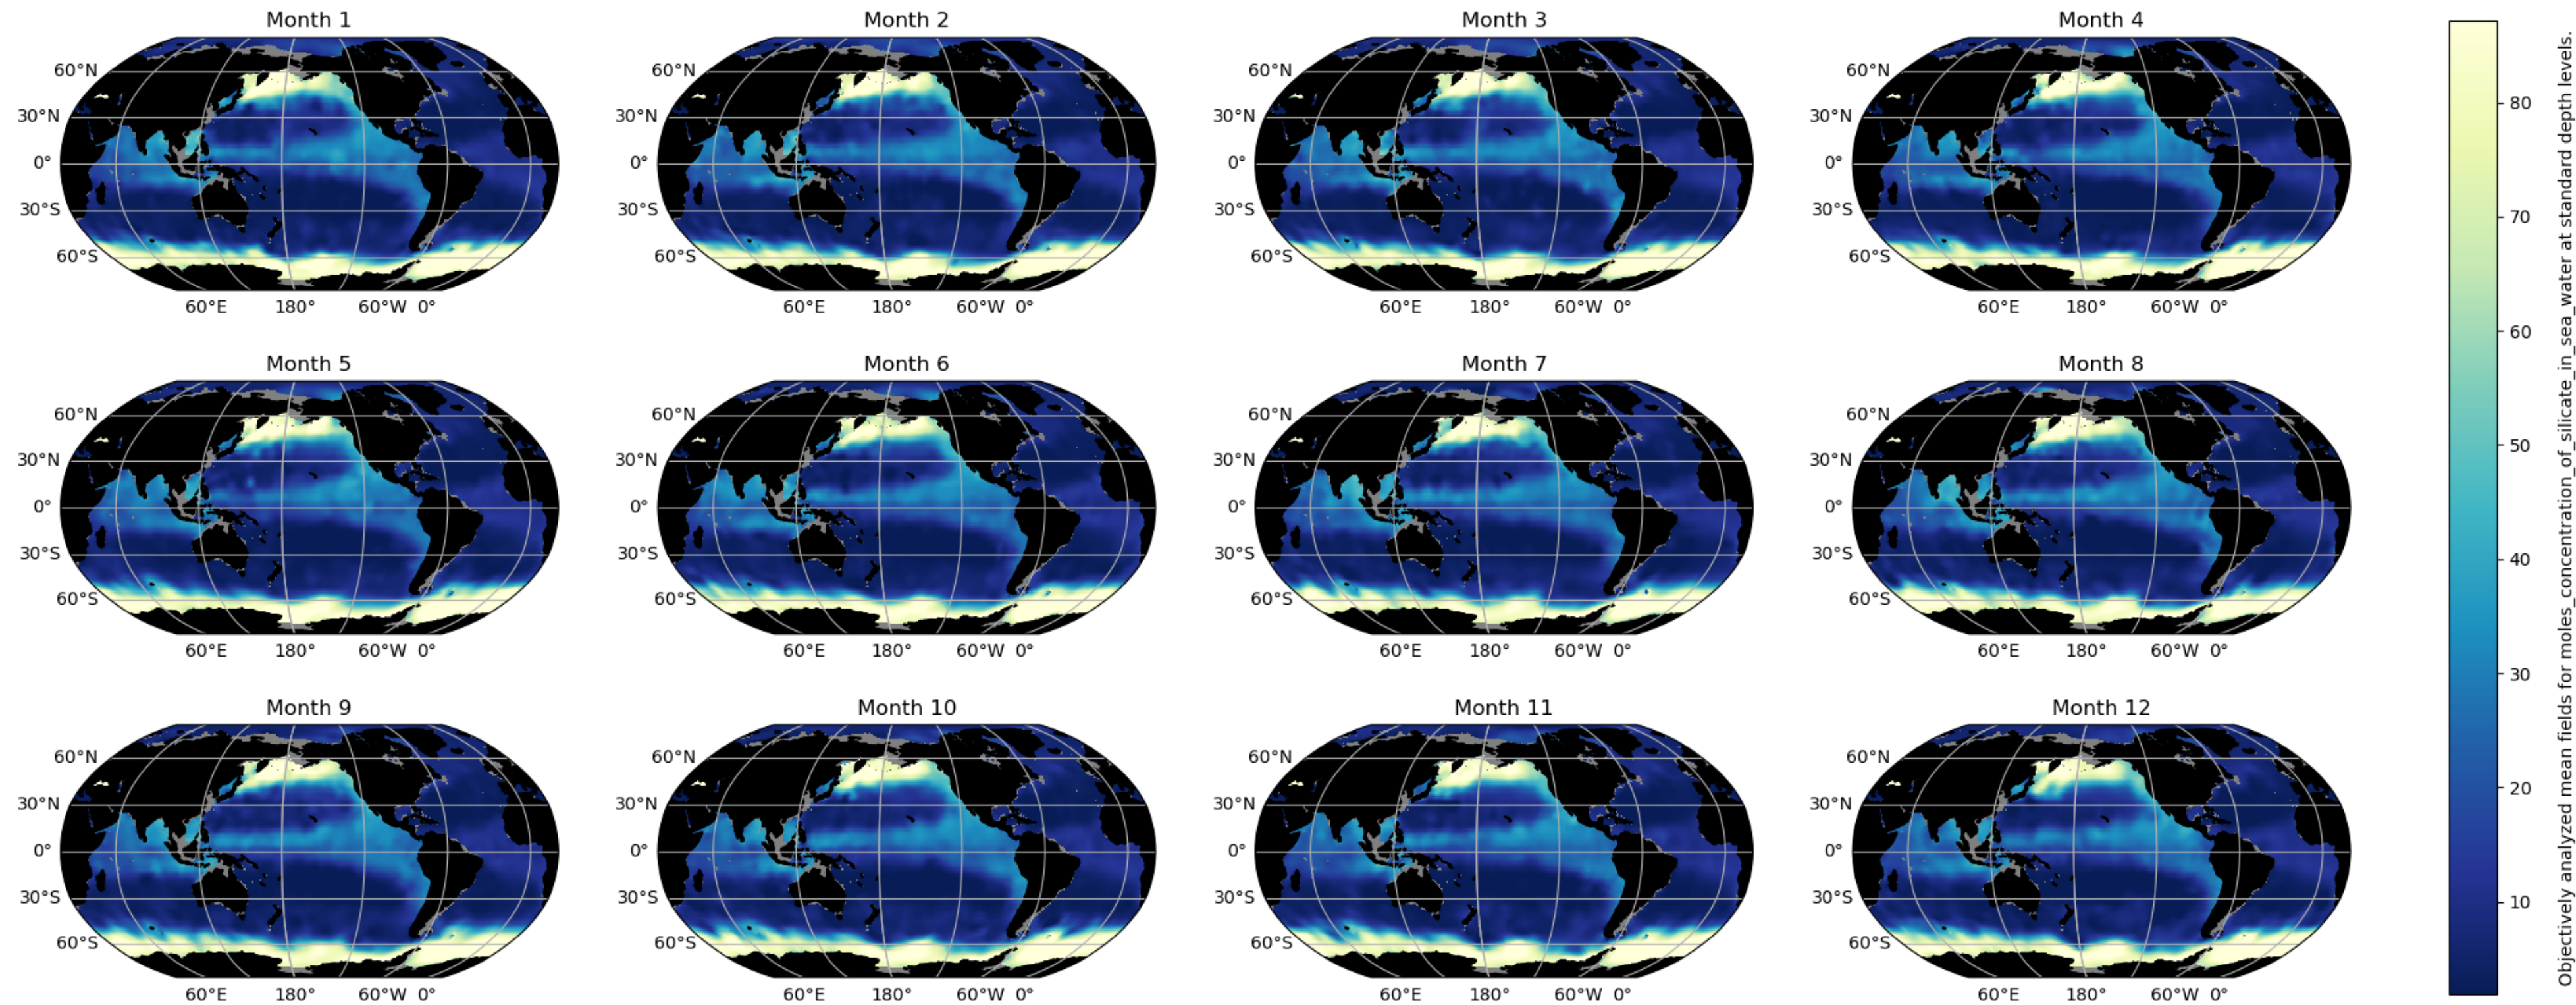 Month 1
Month 2
Month 3
Month 4
60°N
60°N
60°N
60°N
30°N
30°N
30°N
30°N
0°
0°
0°
0°
30°S
30°S
30°S
30°S
60°S
60°S
60°S
60°S
60°E 180° 60°W 0°
60°E 180° 60°W 0°
60°E 180° 60°W 0°
60°E 180° 60°W 0°
Month 5
Month 6
Month 7
Month 8
60°N
60°N
60°N
60°N
30°N
30°N
30°N
30°N
0°
0°
0°
0°
30°S
30°S
30°S
30°S
60°S
60°S
60°S
60°S
60°E 180° 60°W 0°
60°E 180° 60°W 0°
60°E 180° 60°W 0°
60°E 180° 60°W 0°
Month 9
Month 10
Month 11
Month 12
60°N
60°N
60°N
60°N
30°N
30°N
30°N
30°N
0°
0°
0°
0°
30°S
30°S
30°S
30°S
60°S
60°S
60°S
60°S
60°E 180° 60°W 0°
60°E 180° 60°W 0°
60°E 180° 60°W 0°
60°E 180° 60°W 0°
80
70
60
50
40
30
20
10
Objectively analyzed mean fields for moles_concentration_of_silicate_in_sea_water at standard depth levels.